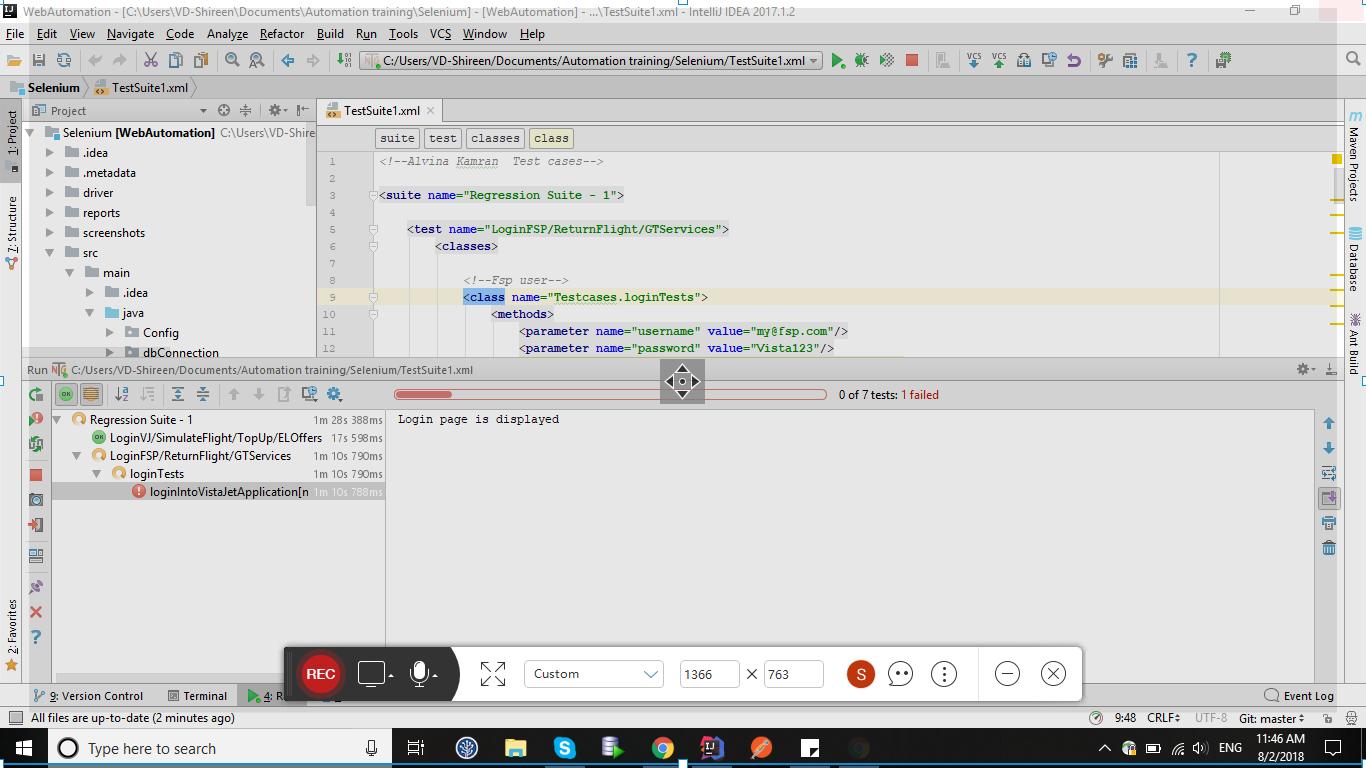 WebAutomation - [C:\Users\VD-Shireen\Documents\Automation training\Selenium] - [WebAutomation] - ...\TestSuite1.xml - IntelliJ IDEA 2017.1.2
File Edit View Navigate Code Analyze Refactor Build Run Tools VCS Window Help
C:/Users/VD-Shireen/Documents/Automation training/Selenium/TestSuite1.xml
VCS VCS
Selenium TestSuite1.xml
Project
TestSuite1.xml
1: Project
7: Structure
2: Favorites
Selenium [WebAutomation] C:\Users\VD-Shire
.idea
.metadata
driver
reports
screenshots
src
main
.idea
java
Config
dbConnection
suite test classes class
1 <!--Alvina Kamran  Test cases-->
2
3 <suite name="Regression Suite - 1">
4
5 <test name="LoginFSP/ReturnFlight/GTServices">
6 <classes>
7
8 <!--Fsp user-->
9 <class name="Testcases.loginTests">
10 <methods>
11 <parameter name="username" value="my@fsp.com"/>
12 <parameter name="password" value="Vista123"/>
Maven Projects
Database
Ant Build
Run C:/Users/VD-Shireen/Documents/Automation training/Selenium/TestSuite1.xml
0 of 7 tests: 1 failed
Regression Suite - 1 1m 28s 388ms
OK LoginVJ/SimulateFlight/TopUp/ELOffers 17s 598ms
LoginFSP/ReturnFlight/GTServices 1m 10s 790ms
loginTests 1m 10s 790ms
loginIntoVistaJetApplication[n 1m 10s 788ms
Login page is displayed
REC Custom 1366 × 763 S
9: Version Control Terminal 4: R Event Log
All files are up-to-date (2 minutes ago) 9:48 CRLF UTF-8 Git: master
Type here to search
ENG 11:46 AM
8/2/2018